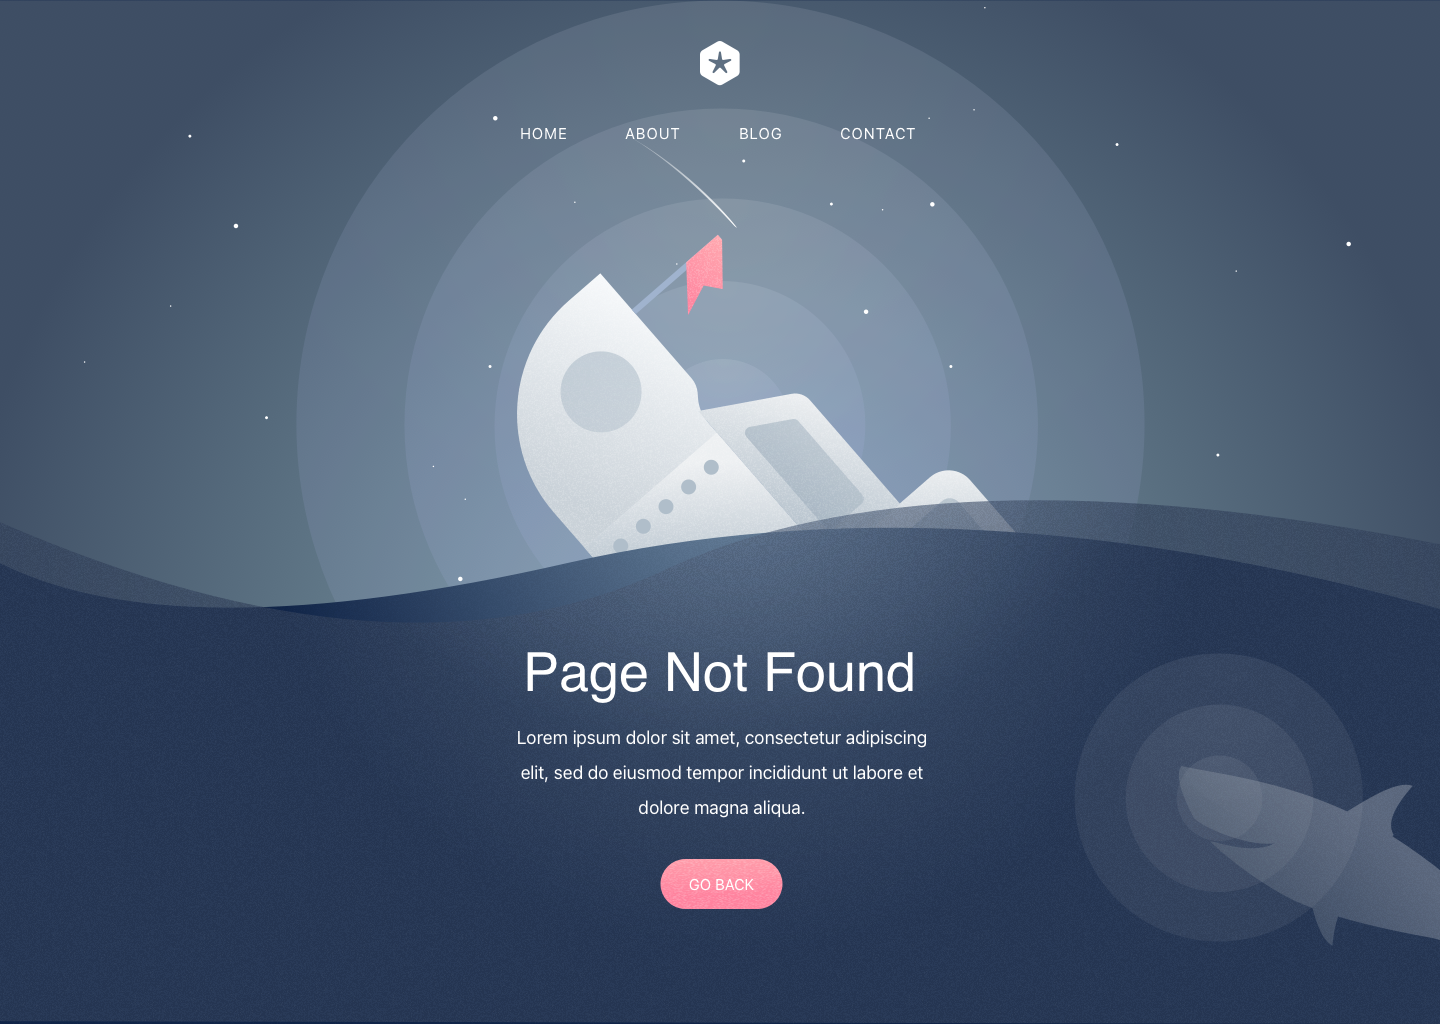 HOME ABOUT BLOG CONTACT
Page Not Found
Lorem ipsum dolor sit amet, consectetur adipiscing
elit, sed do eiusmod tempor incididunt ut labore et
dolore magna aliqua.
GO BACK